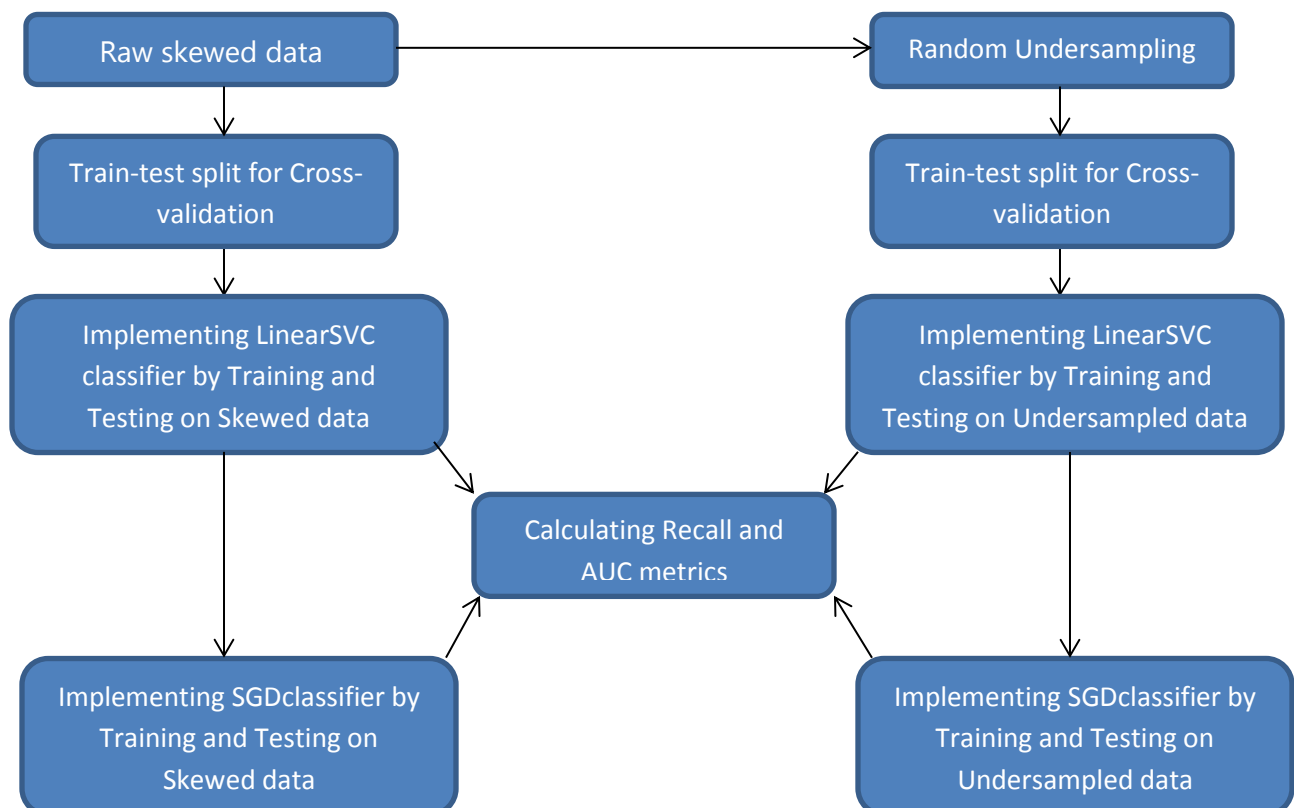 Raw skewed data
Random Undersampling
Train-test split for Cross-
validation
Train-test split for Cross-
validation
Implementing LinearSVC
classifier by Training and
Testing on Skewed data
Implementing LinearSVC
classifier by Training and
Testing on Undersampled data
Calculating Recall and
AUC metrics
Implementing SGDclassifier by
Training and Testing on
Skewed data
Implementing SGDclassifier by
Training and Testing on
Undersampled data